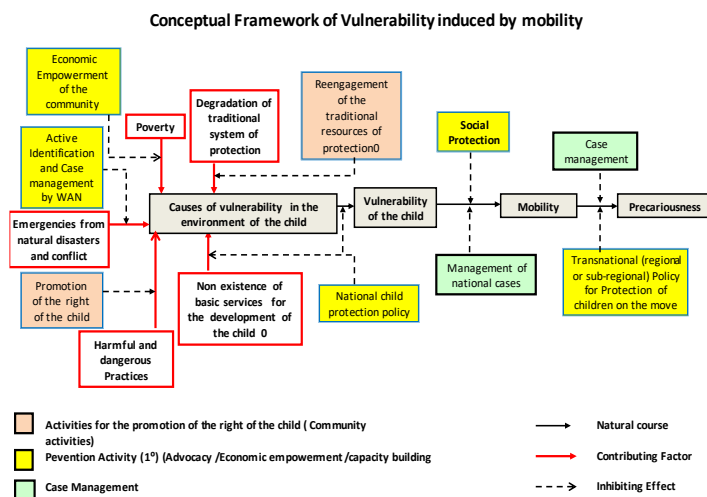 Conceptual Framework of Vulnerability induced by mobility
Economic
Empowerment
of the
community
Poverty
Degradation of
traditional
system of
protection
Reengagement
of the
traditional
resources of
protection0
Social
Protection
Case
management
Active
Identification
and Case
management
by WAN
Causes of vulnerability in the
environment of the child
Vulnerability
of the child
Mobility
Precariousness
Emergencies from
natural disasters
and conflict
Promotion
of the right
of the child
Harmful and
dangerous
Practices
Non existence of
basic services for
the development of
the child 0
National child
protection policy
Management of
national cases
Transnational (regional
or sub-regional) Policy
for Protection of
children on the move
Activities for the promotion of the right of the child ( Community
activities)
Pevention Activity (1⁰) (Advocacy /Economic empowerment /capacity building
Case Management
Natural course
Contributing Factor
Inhibiting Effect